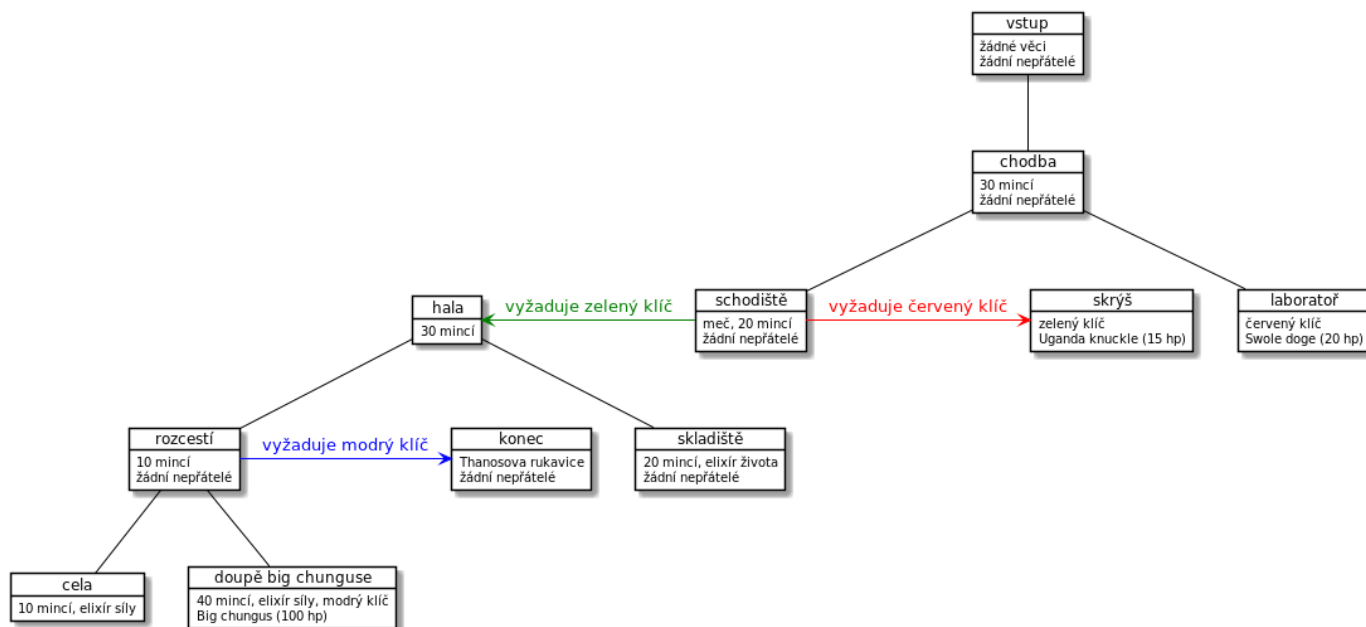 vstup
žádné věci
žádní nepřátelé
chodba
30 mincí
žádní nepřátelé
hala
30 mincí
vyžaduje zelený klíč
schodiště
meč, 20 mincí
žádní nepřátelé
vyžaduje červený klíč
skrýš
zelený klíč
Uganda knuckle (15 hp)
laboratoř
červený klíč
Swole doge (20 hp)
rozcestí
10 mincí
žádní nepřátelé
vyžaduje modrý klíč
konec
Thanosova rukavice
žádní nepřátelé
skladiště
20 mincí, elixír života
žádní nepřátelé
cela
10 mincí, elixír síly
doupě big chunguse
40 mincí, elixír síly, modrý klíč
Big chungus (100 hp)